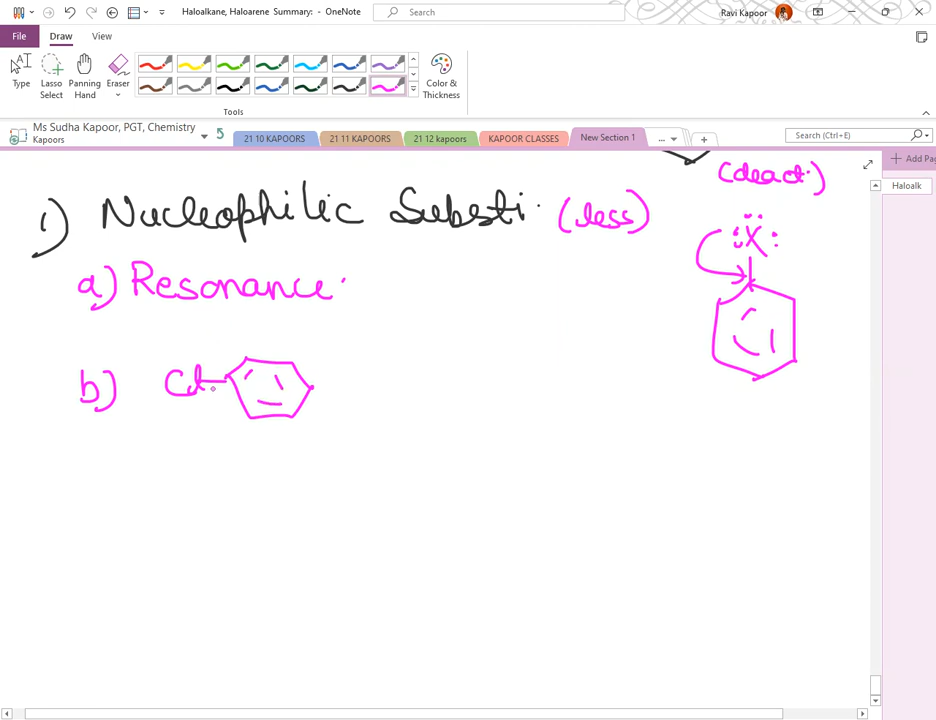 Haloalkane, Haloarene Summary: - OneNote
Search
Ravi Kapoor
File
Draw
View
Type
Lasso Select
Panning Hand
Eraser
Color & Thickness
Tools
Ms Sudha Kapoor, PGT, Chemistry
Kapoors
21 10 KAPOORS
21 11 KAPOORS
21 12 kapoors
KAPOOR CLASSES
New Section 1
...
Search (Ctrl+E)
Add Pag
Haloalk
(deact.)
1) Nucleophilic Substi. (less)
X
a) Resonance.
b) Cl